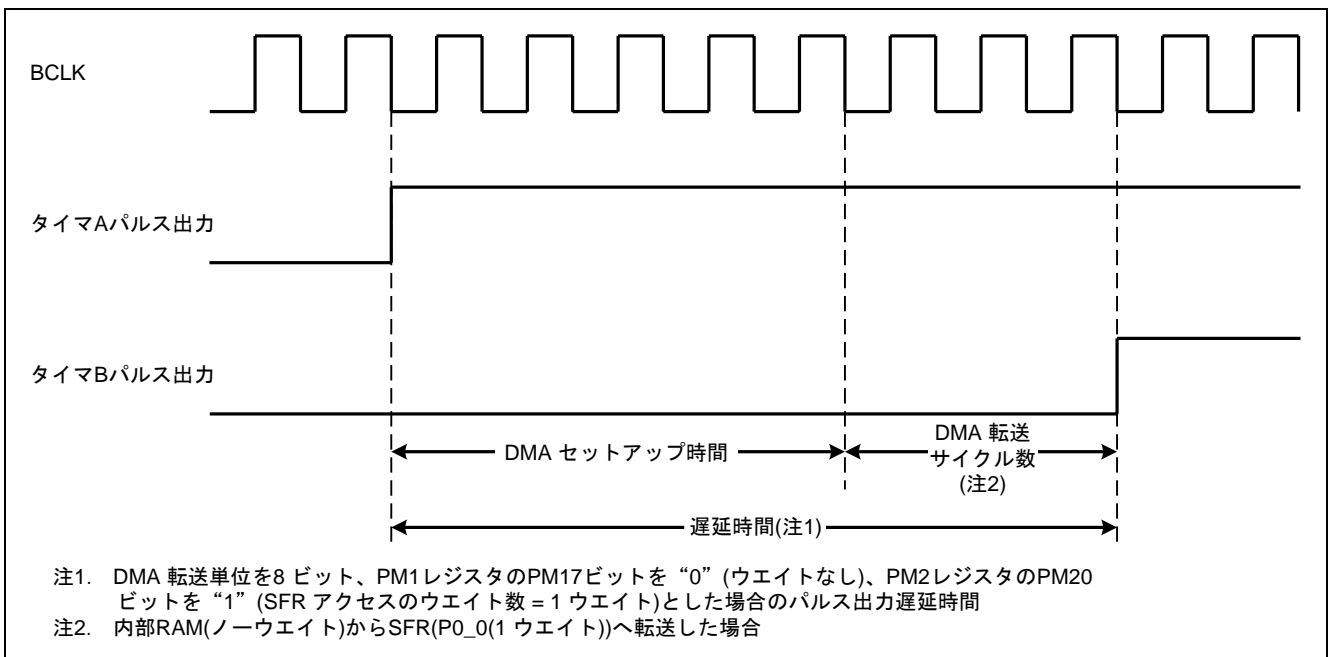 BCLK
タイマAパルス出力
タイマBパルス出力
DMA セットアップ時間
DMA 転送
サイクル数
(注2)
遅延時間(注1)
注1. DMA 転送単位を8 ビット、PM1レジスタのPM17ビットを“0”(ウエイトなし)、PM2レジスタのPM20
ビットを“1”(SFR アクセスのウエイト数 = 1 ウエイト)とした場合のパルス出力遅延時間
注2. 内部RAM(ノーウエイト)からSFR(P0_0(1 ウエイト))へ転送した場合